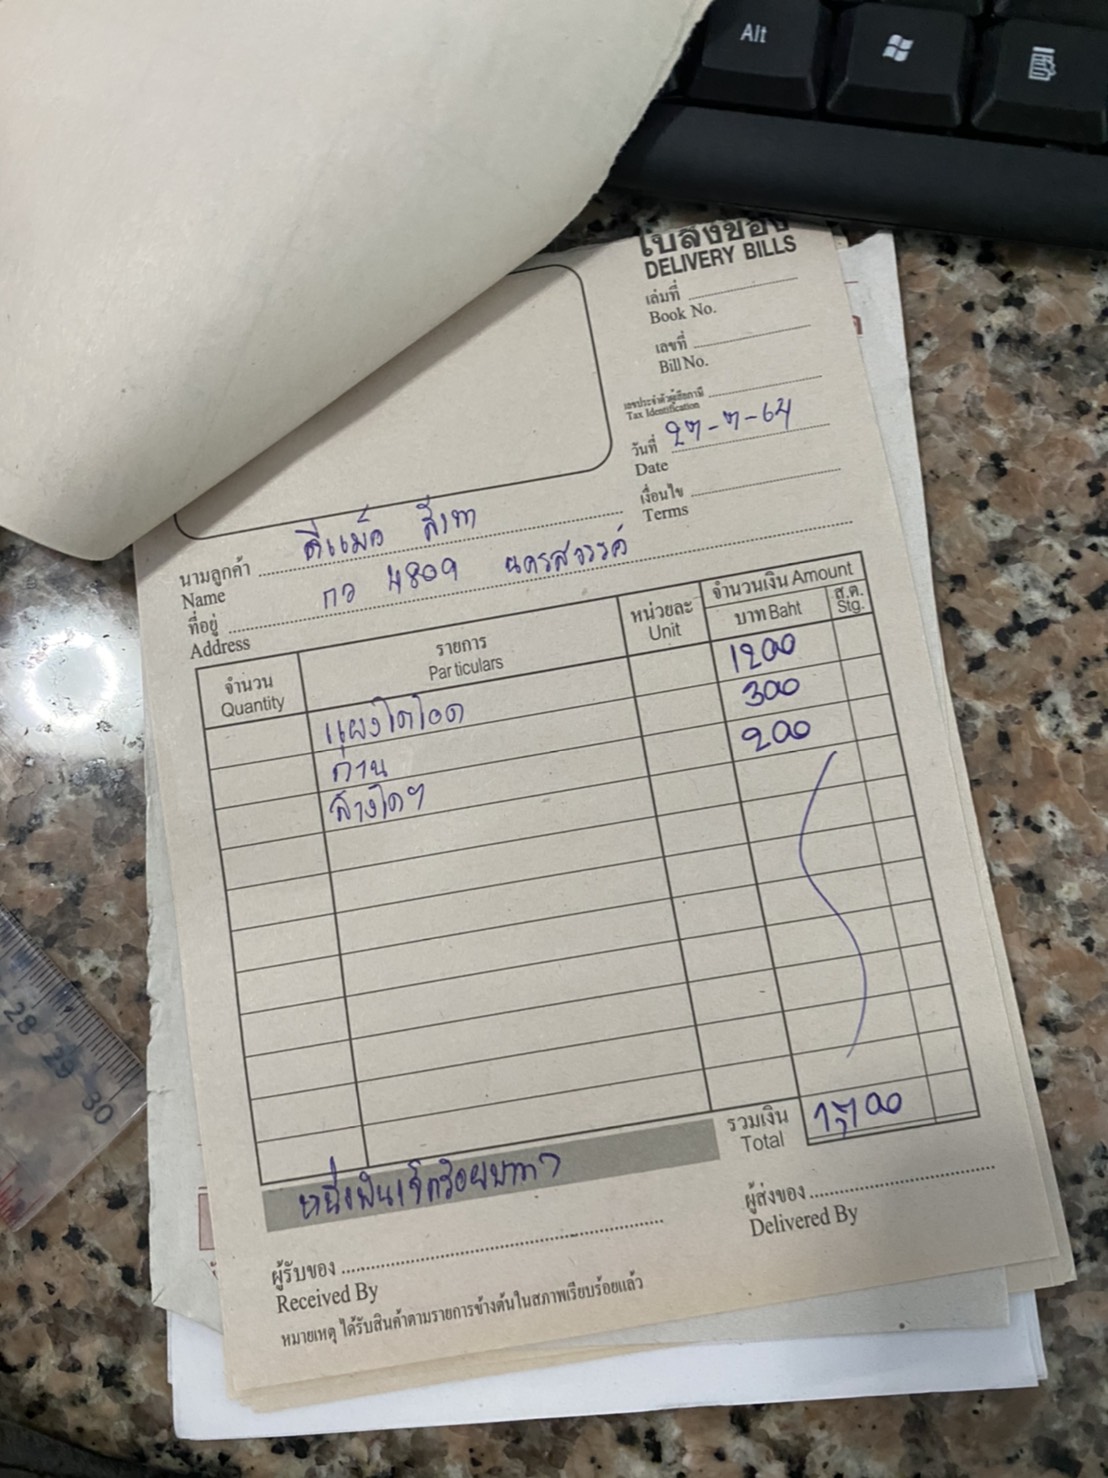 Alt
ใบส่งของ
DELIVERY BILLS
เล่มที่
Book No.
เลขที่
Bill No.
เลขประจำตัวผู้เสียภาษี
Tax Identification
วันที่ 27-7-64
Date
เงื่อนไข
Terms
นามลูกค้า ดีแม๊ค สีเทา
Name
ที่อยู่ กว 4809 นครสวรรค์
Address
จำนวน
Quantity
รายการ
Particulars
หน่วยละ
Unit
จำนวนเงิน Amount
บาท Baht
ส.ต.
Stg.
แผงไดโอด 1200
ถ่าน 300
ล้างไดฯ 200
รวมเงิน 1,700
Total
หนึ่งพันเจ็ดร้อยบาท
ผู้รับของ
Received By
ผู้ส่งของ
Delivered By
หมายเหตุ ได้รับสินค้าตามรายการข้างต้นในสภาพเรียบร้อยแล้ว
28 29 30